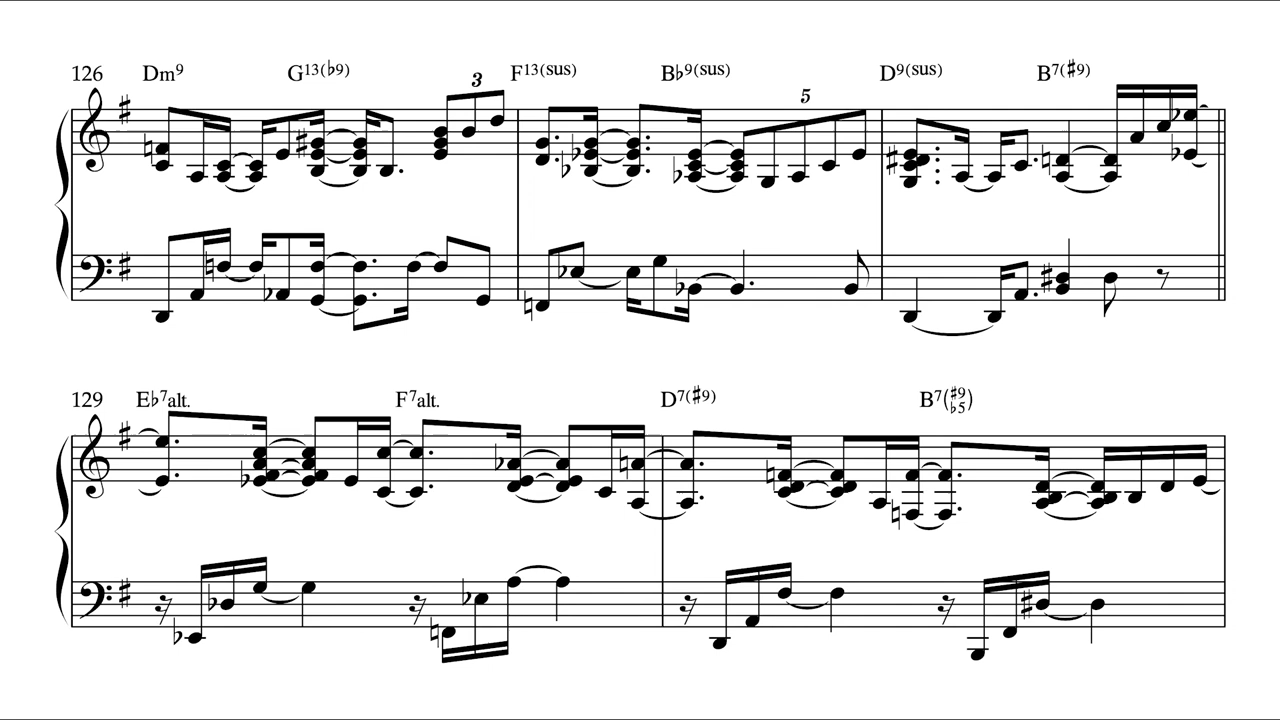 126 Dm9 G13(♭9) 3 F13(sus) B♭9(sus) 5 D9(sus) B7(♯9)
129 E♭7alt. F7alt. D7(♯9) B7(♯9 ♭5)